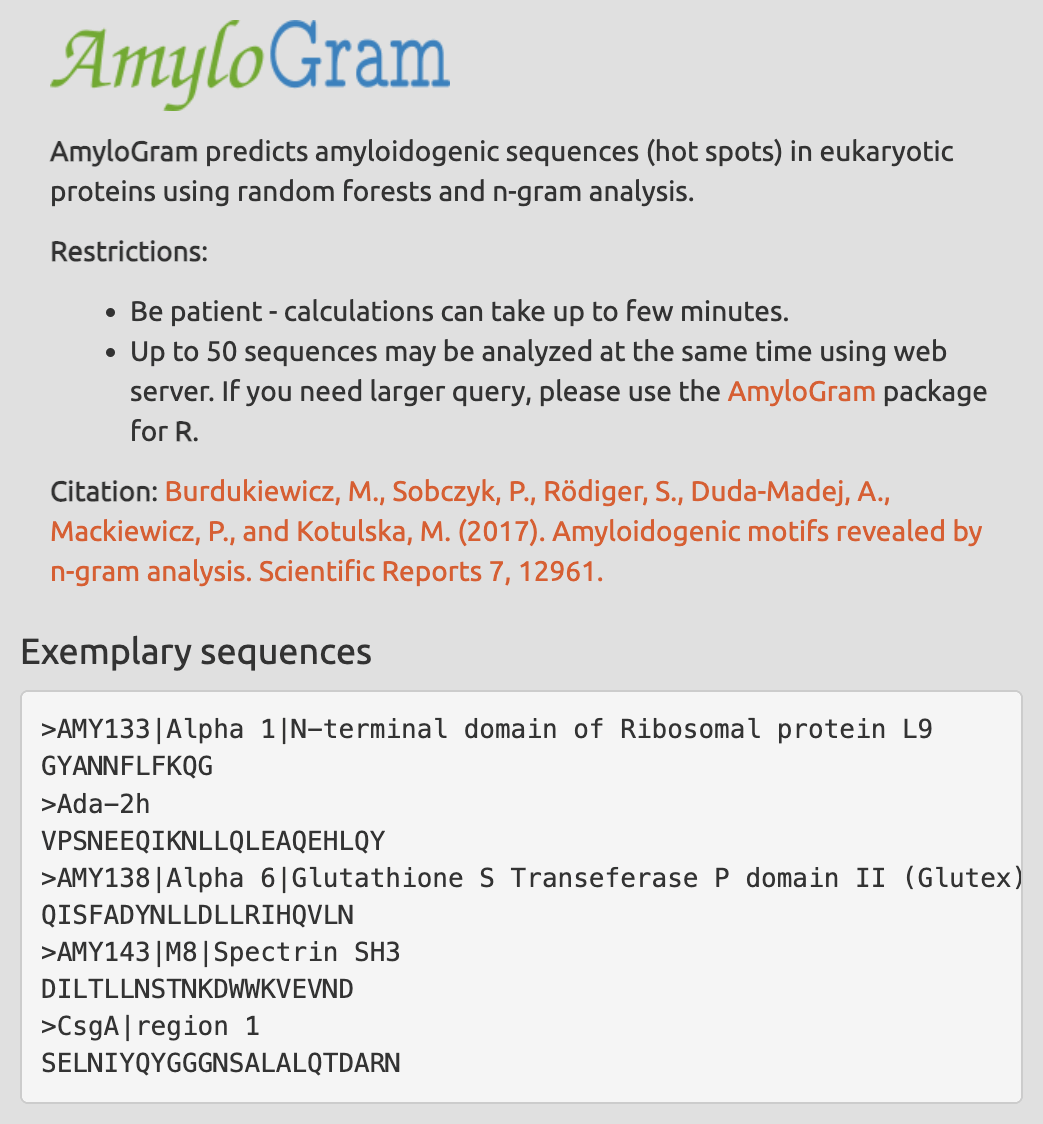 AmyloGram
AmyloGram predicts amyloidogenic sequences (hot spots) in eukaryotic
proteins using random forests and n-gram analysis.
Restrictions:
• Be patient - calculations can take up to few minutes.
• Up to 50 sequences may be analyzed at the same time using web
server. If you need larger query, please use the AmyloGram package
for R.
Citation: Burdukiewicz, M., Sobczyk, P., Rödiger, S., Duda-Madej, A.,
Mackiewicz, P., and Kotulska, M. (2017). Amyloidogenic motifs revealed by
n-gram analysis. Scientific Reports 7, 12961.
Exemplary sequences
>AMY133|Alpha 1|N-terminal domain of Ribosomal protein L9
GYANNFLFKQG
>Ada-2h
VPSNEEQIKNLLQLEAQEHLQY
>AMY138|Alpha 6|Glutathione S Transeferase P domain II (Glutex)
QISFADYNLLDLLRIHQVLN
>AMY143|M8|Spectrin SH3
DILTLLNSTNKDWWKVEVND
>CsgA|region 1
SELNIYQYGGGNSALALQTDARN